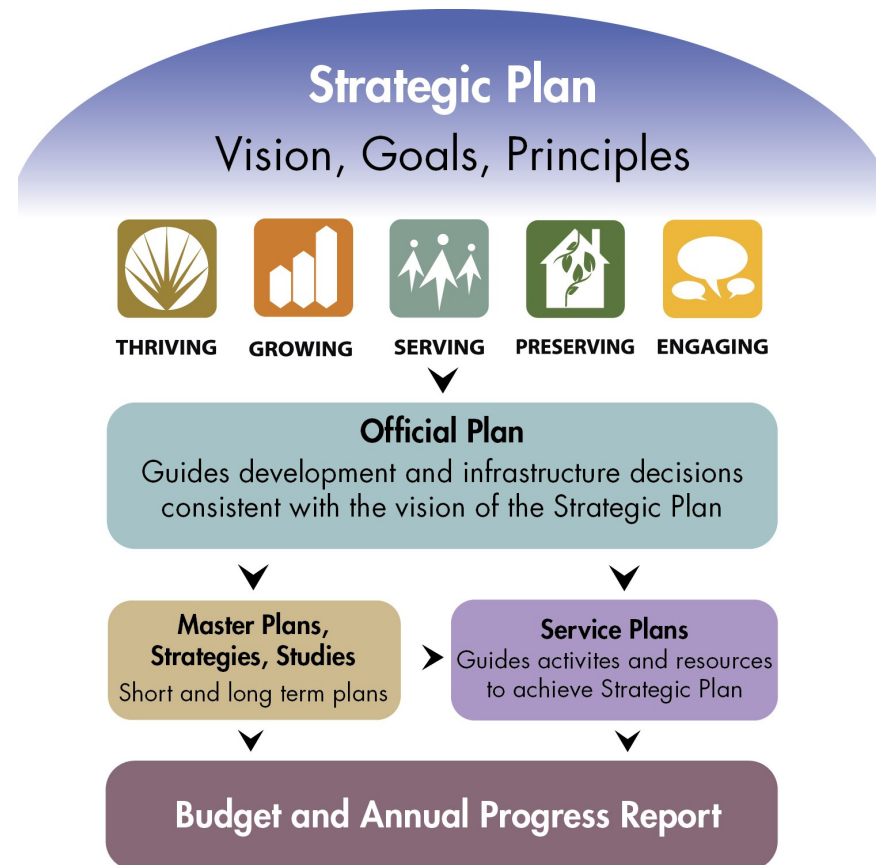 Strategic Plan
Vision, Goals, Principles
THRIVING GROWING SERVING PRESERVING ENGAGING
Official Plan
Guides development and infrastructure decisions
consistent with the vision of the Strategic Plan
Master Plans,
Strategies, Studies
Short and long term plans
Service Plans
Guides activites and resources
to achieve Strategic Plan
Budget and Annual Progress Report